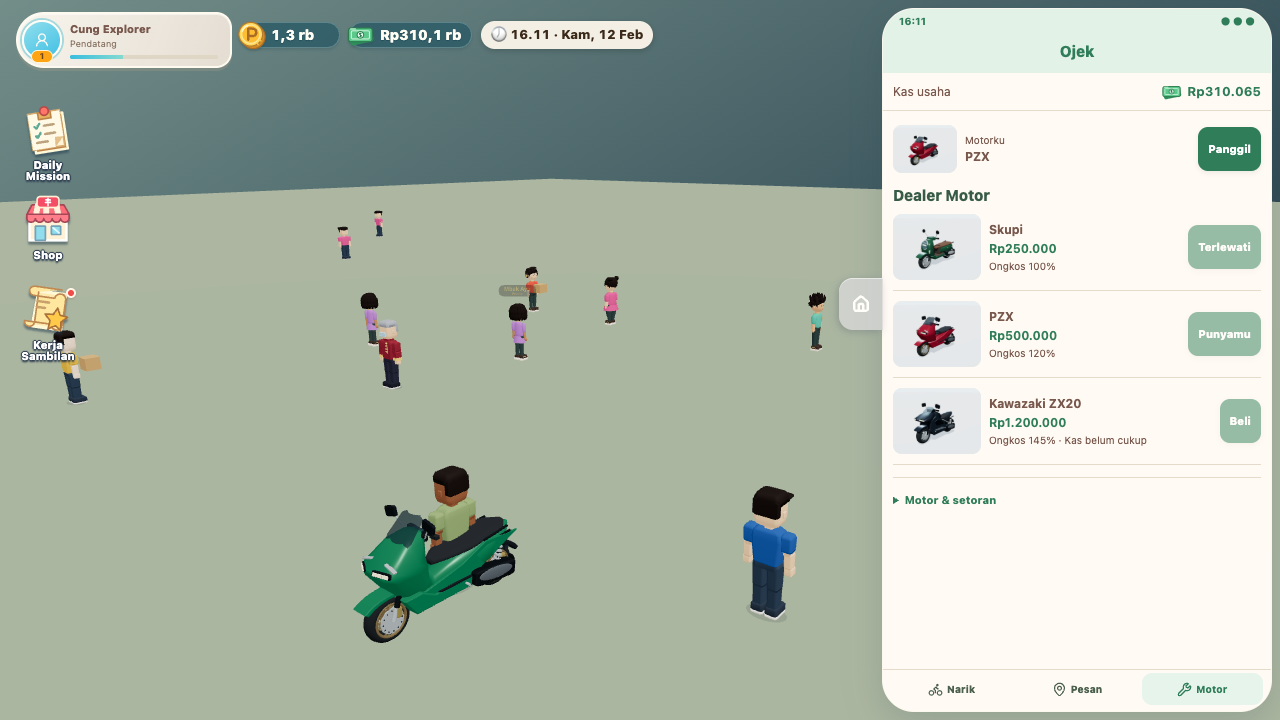 Cung Explorer
Pendatang
1
P
1,3 rb
Rp310,1 rb
16.11 · Kam, 12 Feb
Daily
Mission
Shop
Kerja
Sambilan
16:11
Ojek
Kas usaha
Rp310.065
Motorku
PZX
Panggil
Dealer Motor
Skupi
Rp250.000
Ongkos 100%
Terlewati
PZX
Rp500.000
Ongkos 120%
Punyamu
Kawazaki ZX20
Rp1.200.000
Ongkos 145% · Kas belum cukup
Beli
Motor & setoran
Narik
Pesan
Motor